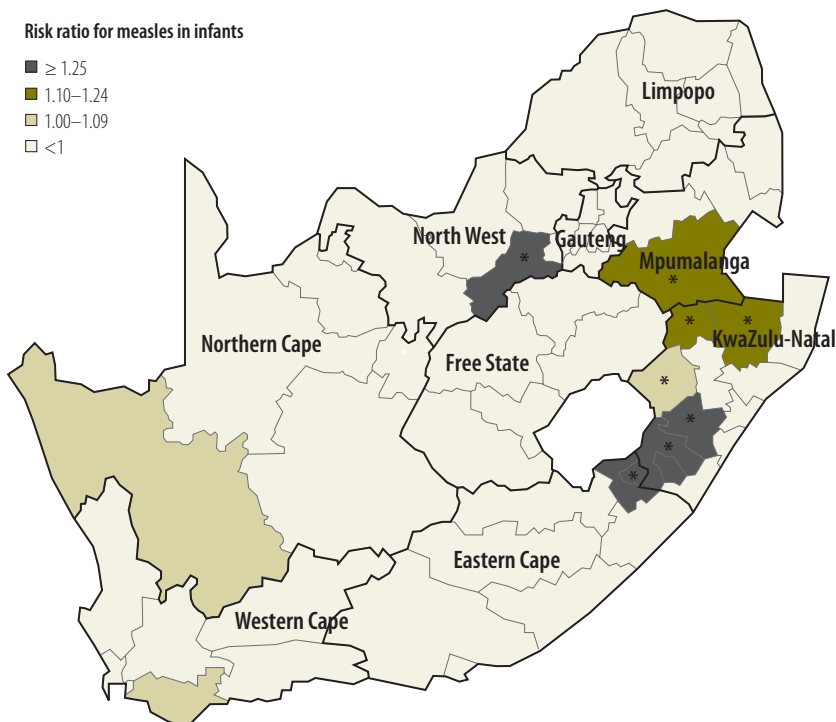 Risk ratio for measles in infants
≥ 1.25
1.10–1.24
1.00–1.09
<1
Limpopo
North West
Gauteng
*
Mpumalanga
*
*
*
KwaZulu-Natal
Northern Cape
Free State
*
*
*
*
Eastern Cape
Western Cape